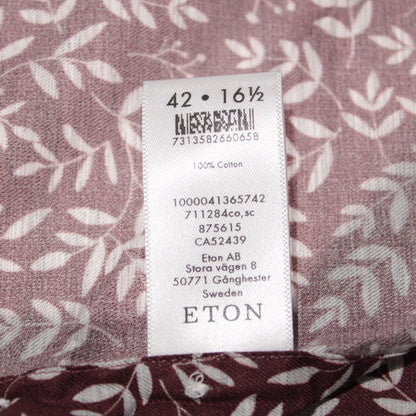 42 • 16½
7313582660658
100% Cotton
1000041365742
711284co,sc
875615
CA52439
Eton AB
Stora vägen 8
50771 Gånghester
Sweden
ETON